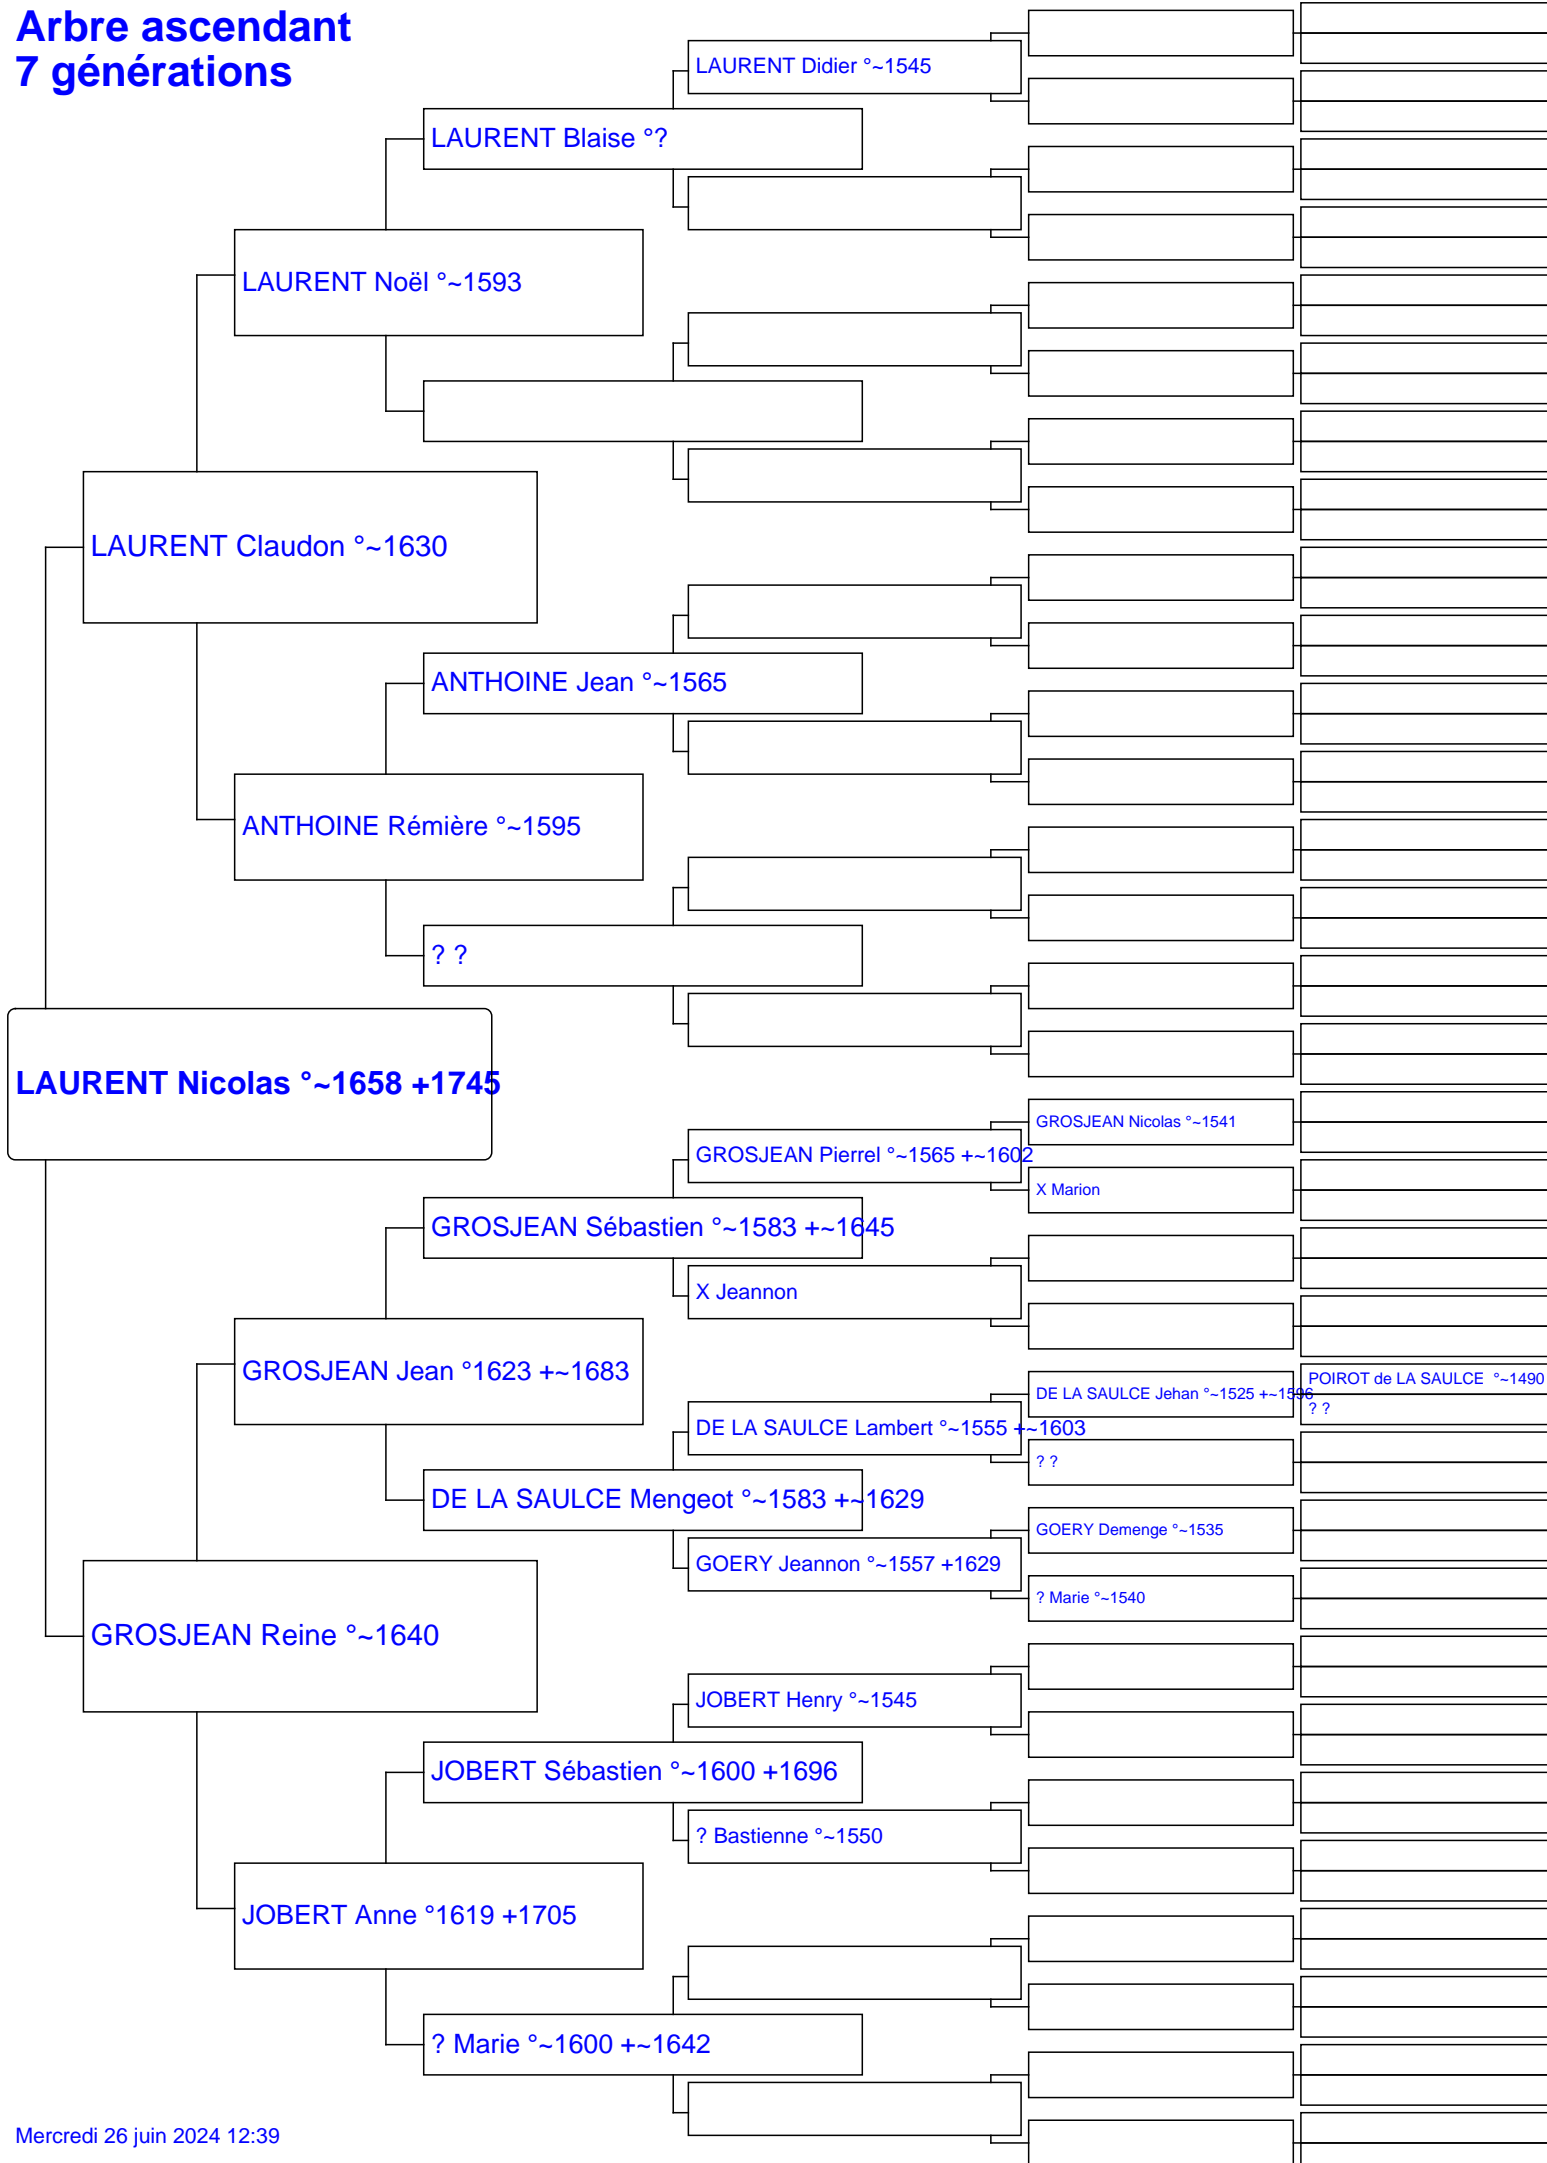 Arbre ascendant
7 générations
LAURENT Didier °~1545
LAURENT Blaise °?
LAURENT Noël °~1593
LAURENT Claudon °~1630
ANTHOINE Jean °~1565
ANTHOINE Rémière °~1595
? ?
LAURENT Nicolas °~1658 +1745
GROSJEAN Nicolas °~1541
GROSJEAN Pierrel °~1565 +~1602
X Marion
GROSJEAN Sébastien °~1583 +~1645
X Jeannon
GROSJEAN Jean °1623 +~1683
POIROT de LA SAULCE °~1490
DE LA SAULCE Jehan °~1525 +~1596
? ?
DE LA SAULCE Lambert °~1555 +~1603
? ?
DE LA SAULCE Mengeot °~1583 +~1629
GOERY Demenge °~1535
GOERY Jeannon °~1557 +1629
? Marie °~1540
GROSJEAN Reine °~1640
JOBERT Henry °~1545
JOBERT Sébastien °~1600 +1696
? Bastienne °~1550
JOBERT Anne °1619 +1705
? Marie °~1600 +~1642
Mercredi 26 juin 2024 12:39